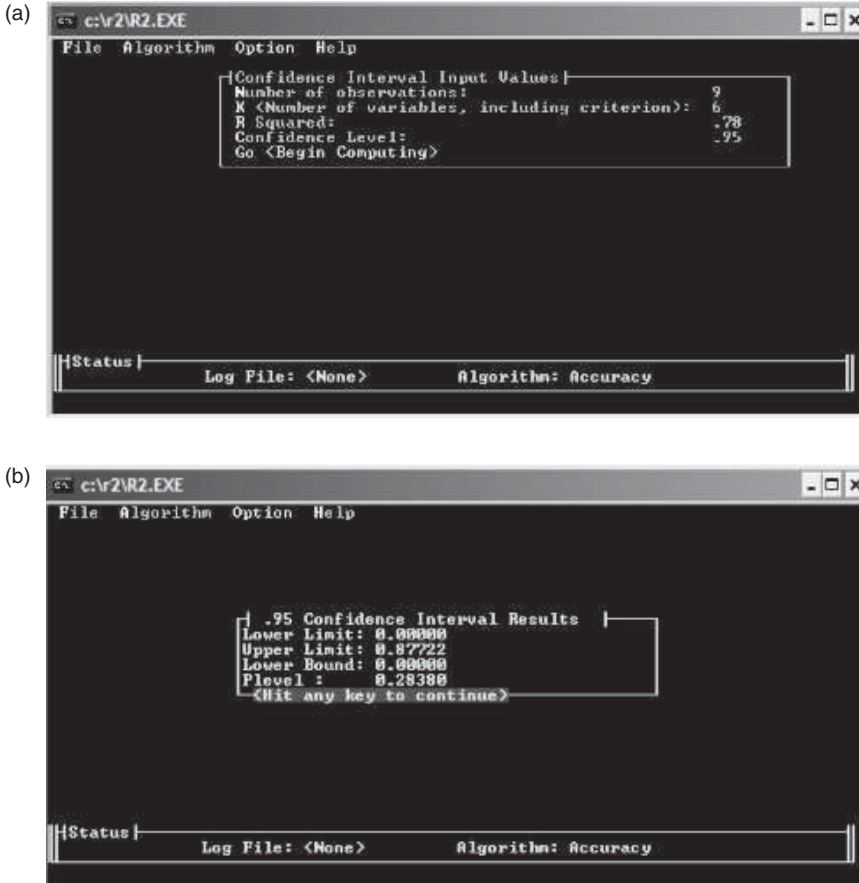 (a)
c:\r2\R2.EXE
File Algorithm Option Help
Confidence Interval Input Values
Number of observations: 9
K <Number of variables, including criterion>: 6
R Squared: .78
Confidence Level: .95
Go <Begin Computing>
Status
Log File: <None> Algorithm: Accuracy
(b)
c:\r2\R2.EXE
File Algorithm Option Help
.95 Confidence Interval Results
Lower Limit: 0.00000
Upper Limit: 0.87722
Lower Bound: 0.00000
Plevel : 0.28380
<Hit any key to continue>
Status
Log File: <None> Algorithm: Accuracy